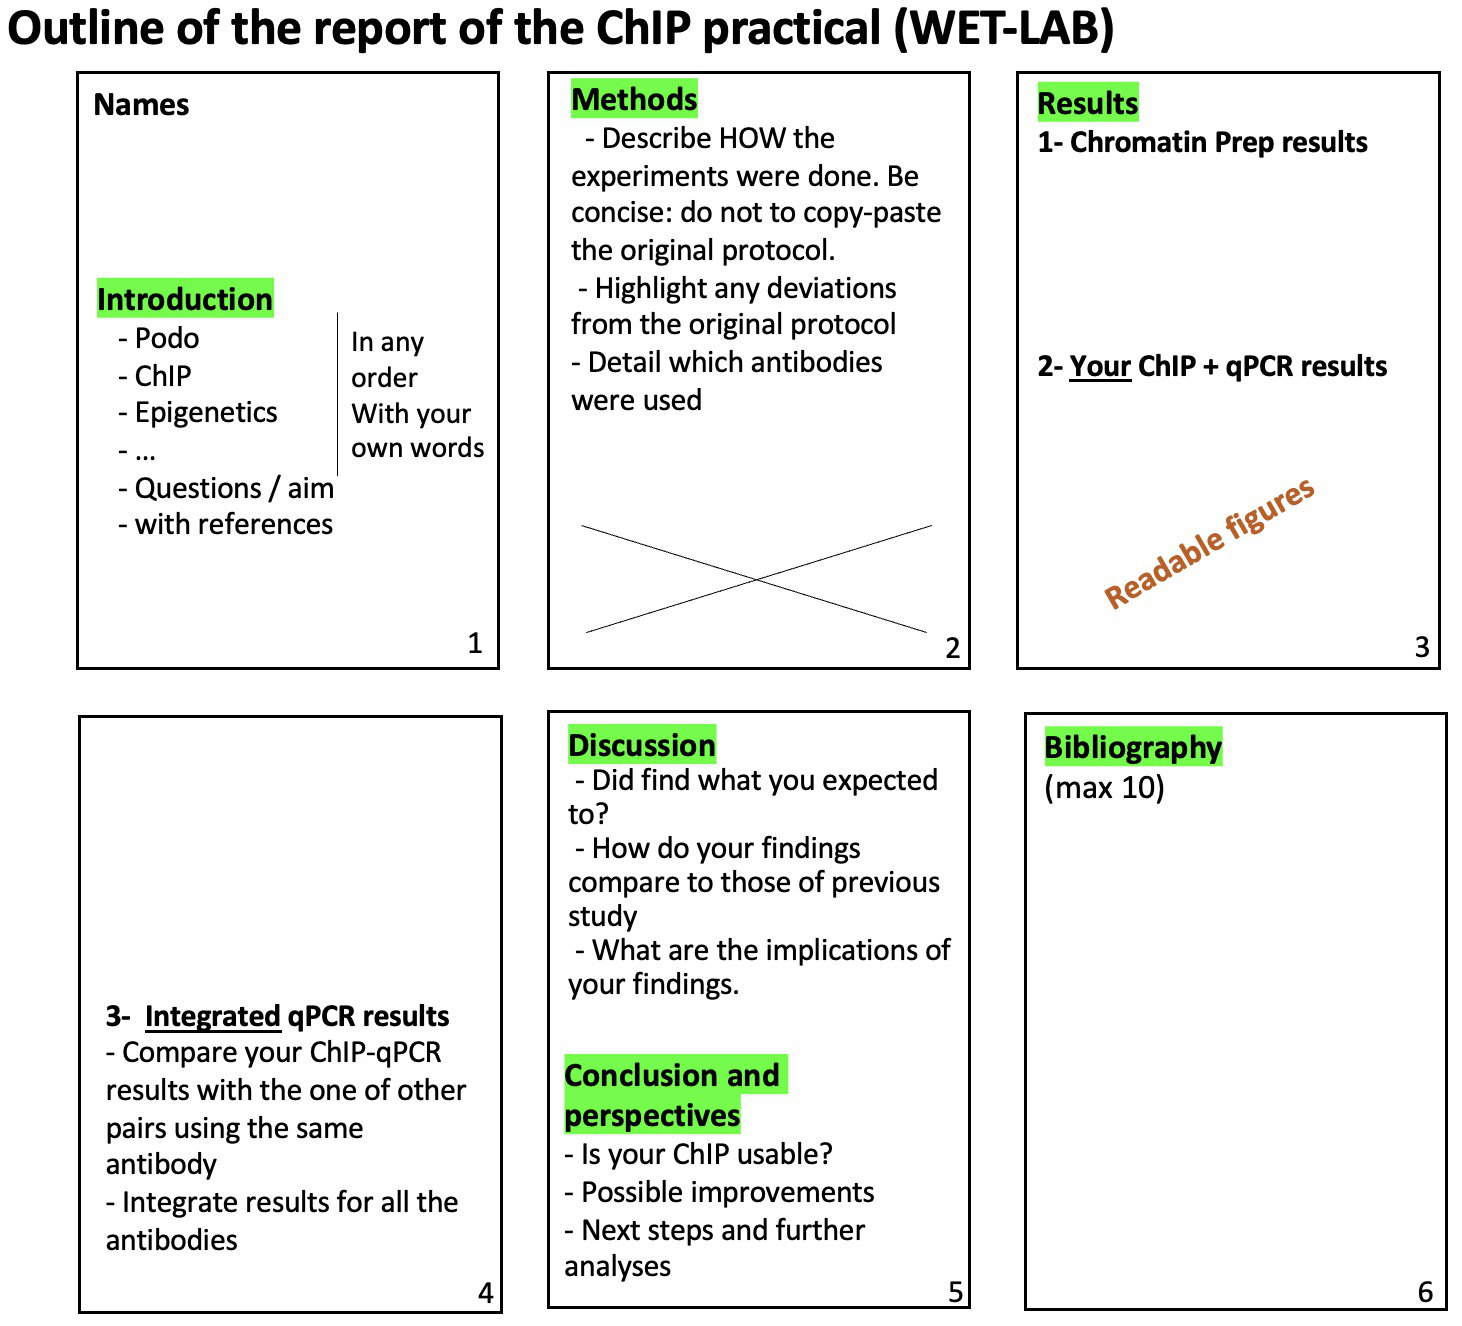 Outline of the report of the ChIP practical (WET-LAB)
Names
Introduction
- Podo
- ChIP
- Epigenetics
- ...
- Questions / aim
- with references
In any
order
With your
own words
1
Methods
- Describe HOW the
experiments were done. Be
concise: do not to copy-paste
the original protocol.
- Highlight any deviations
from the original protocol
- Detail which antibodies
were used
2
Results
1- Chromatin Prep results
2- Your ChIP + qPCR results
Readable figures
3
3- Integrated qPCR results
- Compare your ChIP-qPCR
results with the one of other
pairs using the same
antibody
- Integrate results for all the
antibodies
4
Discussion
- Did find what you expected
to?
- How do your findings
compare to those of previous
study
- What are the implications of
your findings.
Conclusion and
perspectives
- Is your ChIP usable?
- Possible improvements
- Next steps and further
analyses
5
Bibliography
(max 10)
6